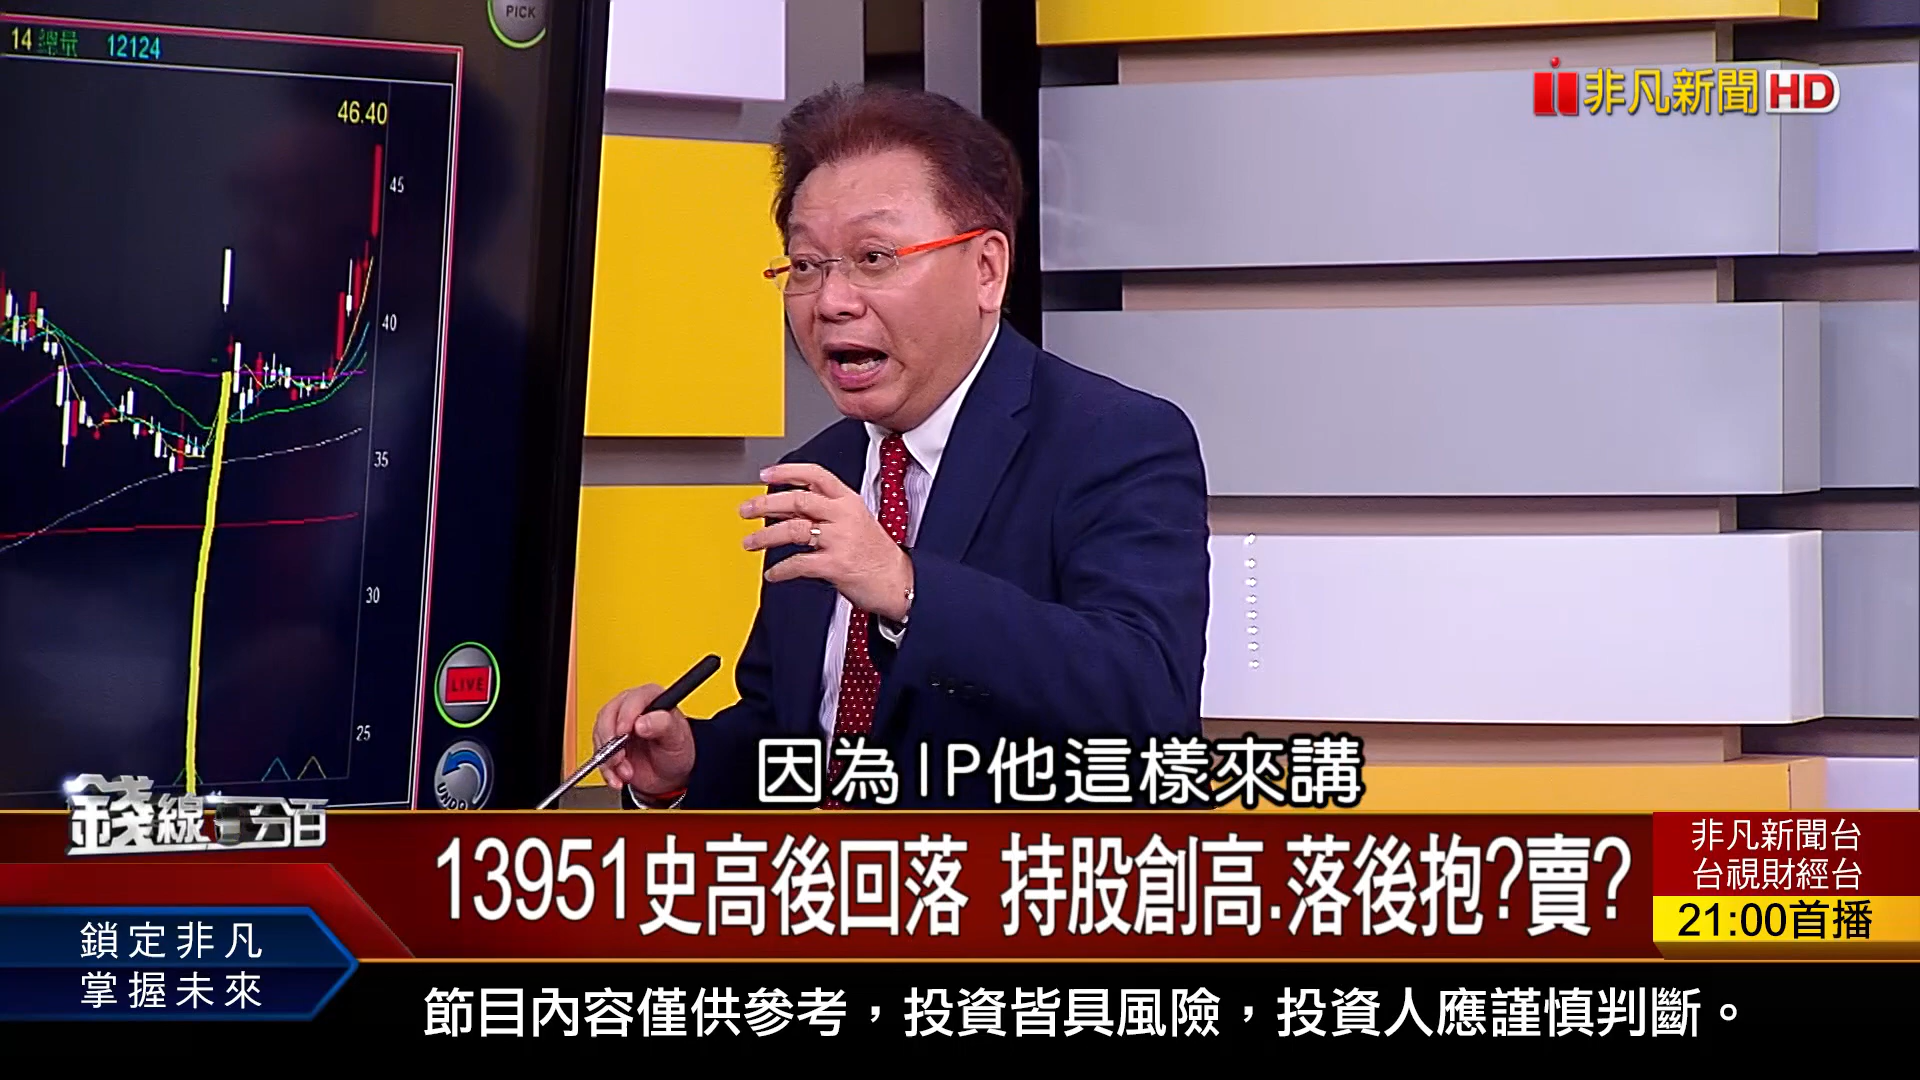 PICK
14 總量 12124
46.40
45
40
35
30
25
LIVE
UNDO
非凡新聞HD
因為IP他這樣來講
錢線百分百
13951史高後回落 持股創高.落後抱?賣?
非凡新聞台
台視財經台
21:00首播
鎖定非凡
掌握未來
節目內容僅供參考，投資皆具風險，投資人應謹慎判斷。